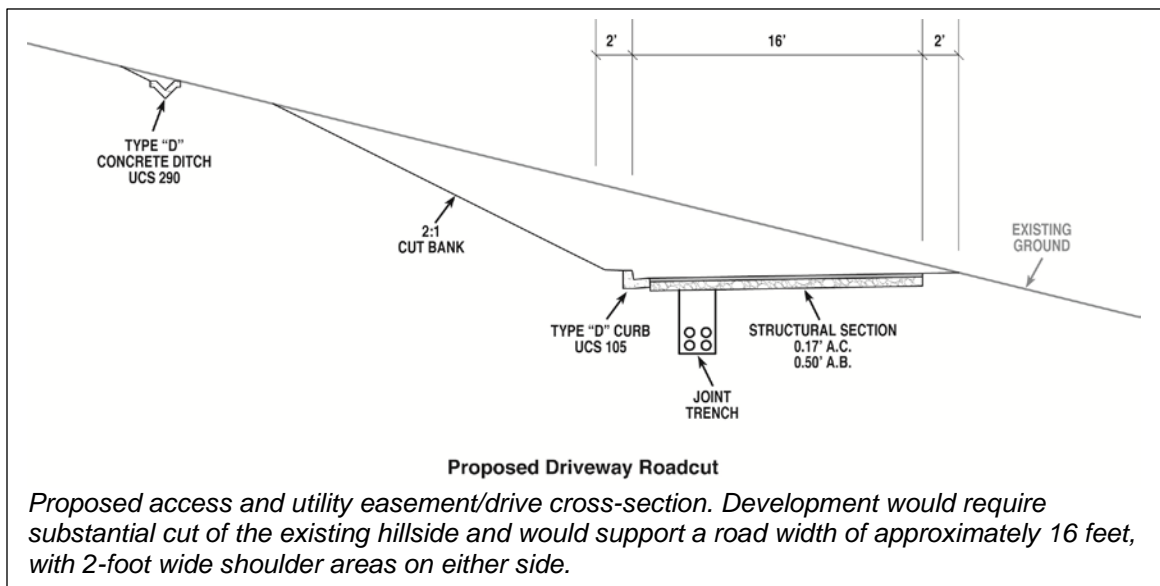 2'
16'
2'
TYPE "D"
CONCRETE DITCH
UCS 290
2:1
CUT BANK
EXISTING
GROUND
TYPE "D" CURB
UCS 105
STRUCTURAL SECTION
0.17' A.C.
0.50' A.B.
JOINT
TRENCH
Proposed Driveway Roadcut
Proposed access and utility easement/drive cross-section. Development would require
substantial cut of the existing hillside and would support a road width of approximately 16 feet,
with 2-foot wide shoulder areas on either side.